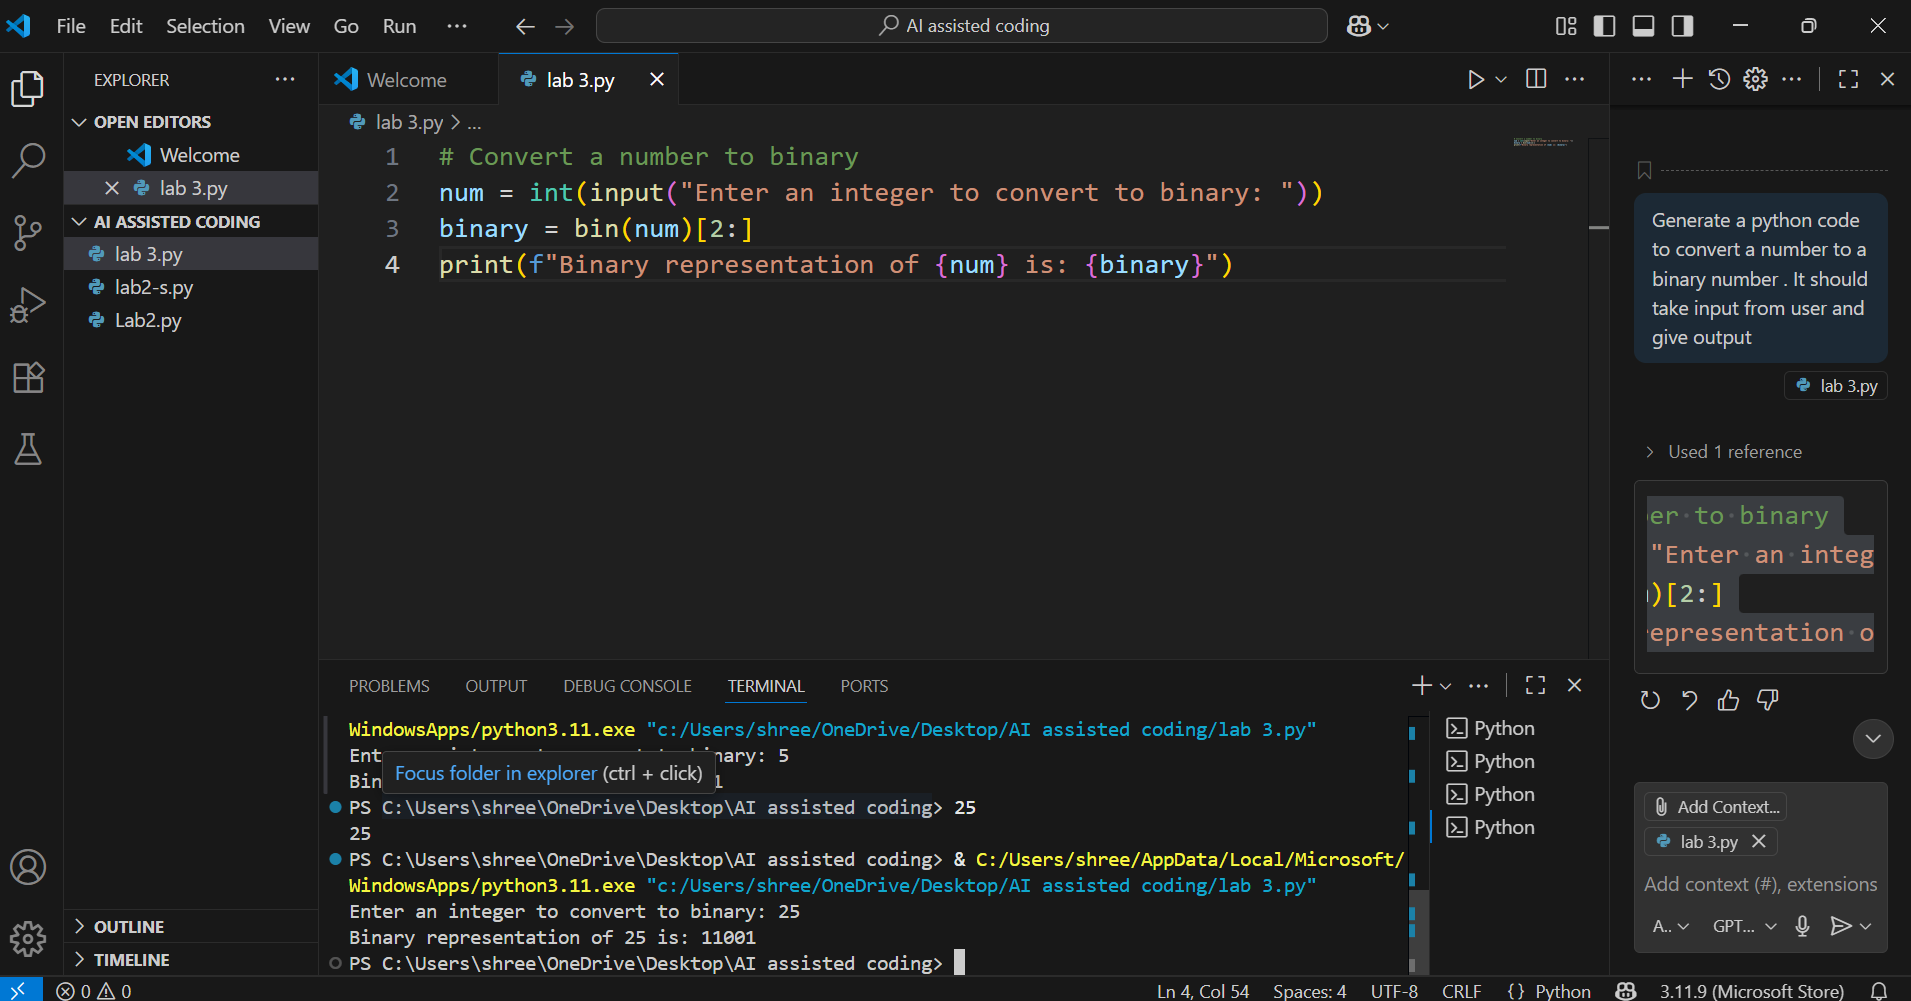 File Edit Selection View Go Run ··· AI assisted coding
EXPLORER ···
OPEN EDITORS
Welcome
lab 3.py
AI ASSISTED CODING
lab 3.py
lab2-s.py
Lab2.py
OUTLINE
TIMELINE
Welcome lab 3.py
lab 3.py > ...
1 # Convert a number to binary
2 num = int(input("Enter an integer to convert to binary: "))
3 binary = bin(num)[2:]
4 print(f"Binary representation of {num} is: {binary}")
PROBLEMS OUTPUT DEBUG CONSOLE TERMINAL PORTS
WindowsApps/python3.11.exe "c:/Users/shree/OneDrive/Desktop/AI assisted coding/lab 3.py"
Ent nary: 5
Bin 1
Focus folder in explorer (ctrl + click)
PS C:\Users\shree\OneDrive\Desktop\AI assisted coding> 25
25
PS C:\Users\shree\OneDrive\Desktop\AI assisted coding> & C:/Users/shree/AppData/Local/Microsoft/
WindowsApps/python3.11.exe "c:/Users/shree/OneDrive/Desktop/AI assisted coding/lab 3.py"
Enter an integer to convert to binary: 25
Binary representation of 25 is: 11001
PS C:\Users\shree\OneDrive\Desktop\AI assisted coding>
Python
Python
Python
Python
Generate a python code
to convert a number to a
binary number . It should
take input from user and
give output
lab 3.py
Used 1 reference
er to binary
"Enter an integ
)[2:]
epresentation o
Add Context...
lab 3.py
Add context (#), extensions
A.. GPT...
0 0 Ln 4, Col 54 Spaces: 4 UTF-8 CRLF {} Python 3.11.9 (Microsoft Store)